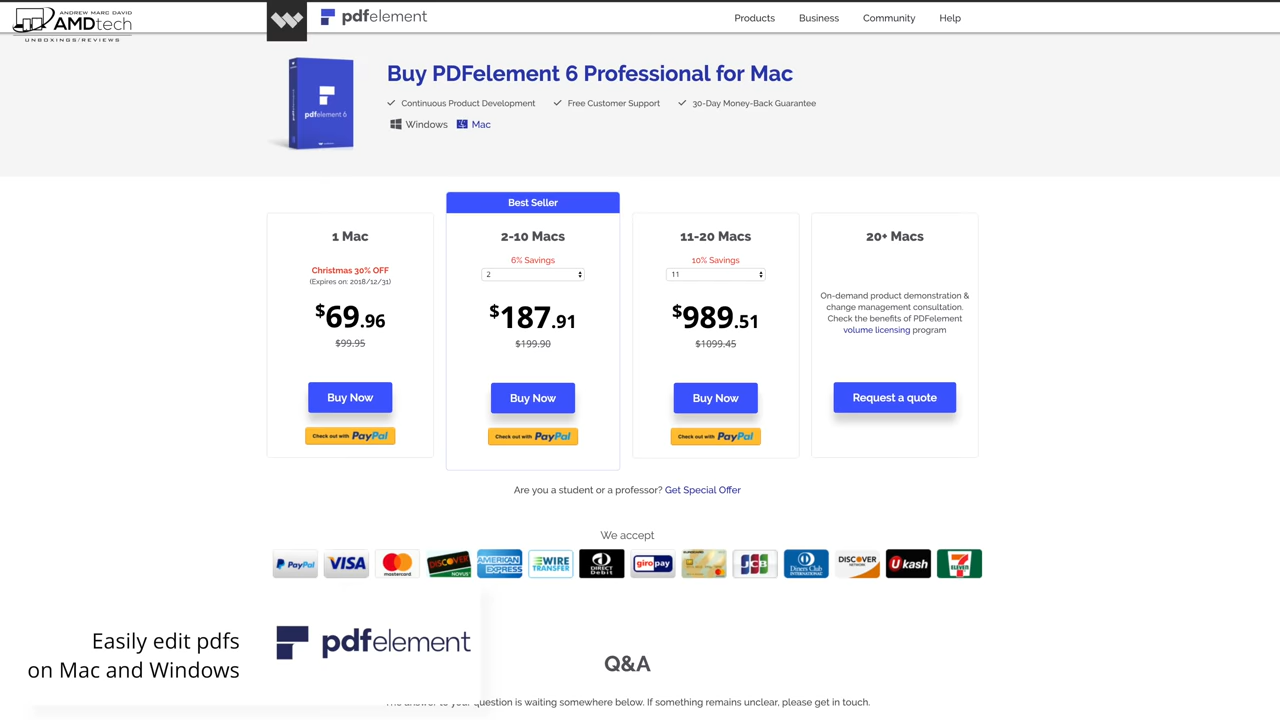 ANDREW MARC DAVID
AMDtech
UNBOXINGS/REVIEWS
pdfelement
Products
Business
Community
Help
pdfelement 6
Buy PDFelement 6 Professional for Mac
Continuous Product Development
Free Customer Support
30-Day Money-Back Guarantee
Windows
Mac
Best Seller
1 Mac
Christmas 30% OFF
(Expires on: 2018/12/31)
$69.96
$99.95
Buy Now
Check out with PayPal
2-10 Macs
6% Savings
2
$187.91
$199.90
Buy Now
Check out with PayPal
11-20 Macs
10% Savings
11
$989.51
$1099.45
Buy Now
Check out with PayPal
20+ Macs
On-demand product demonstration &
change management consultation.
Check the benefits of PDFelement
volume licensing program
Request a quote
Are you a student or a professor? Get Special Offer
We accept
PayPal
VISA
mastercard
DISCOVER
NOVUS
AMERICAN
EXPRESS
WIRE
TRANSFER
DIRECT
Debit
giropay
JCB
Diners Club
INTERNATIONAL
DISCOVER
NETWORK
Ukash
7
ELEVEN
Easily edit pdfs
on Mac and Windows
pdfelement
Q&A
question is waiting somewhere below. If something remains unclear, please get in touch.